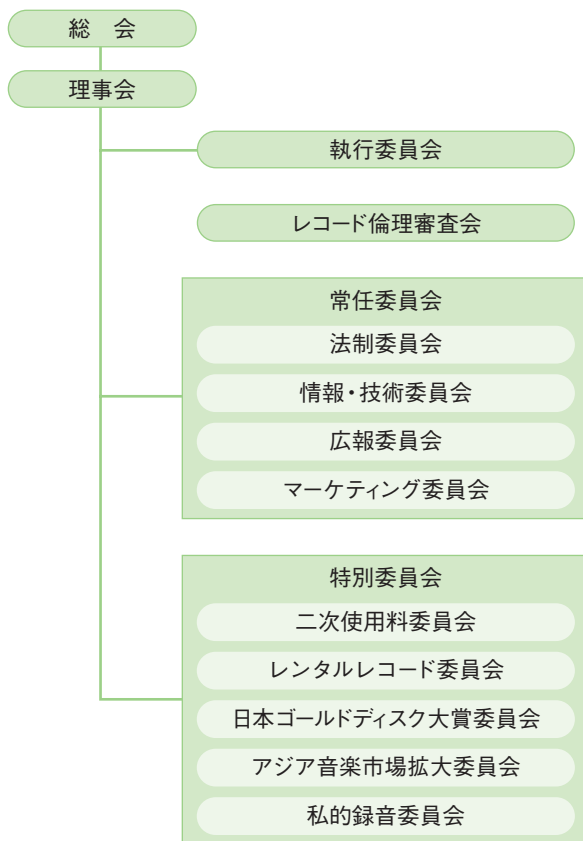 総　会
理事会
執行委員会
レコード倫理審査会
常任委員会
法制委員会
情報・技術委員会
広報委員会
マーケティング委員会
特別委員会
二次使用料委員会
レンタルレコード委員会
日本ゴールドディスク大賞委員会
アジア音楽市場拡大委員会
私的録音委員会